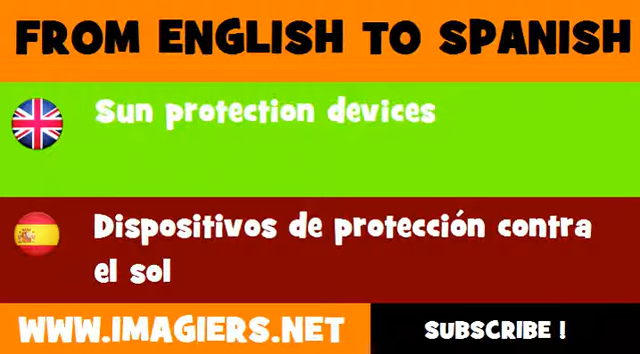 FROM ENGLISH TO SPANISH
Sun protection devices
Dispositivos de protección contra
el sol
WWW.IMAGIERS.NET
SUBSCRIBE !